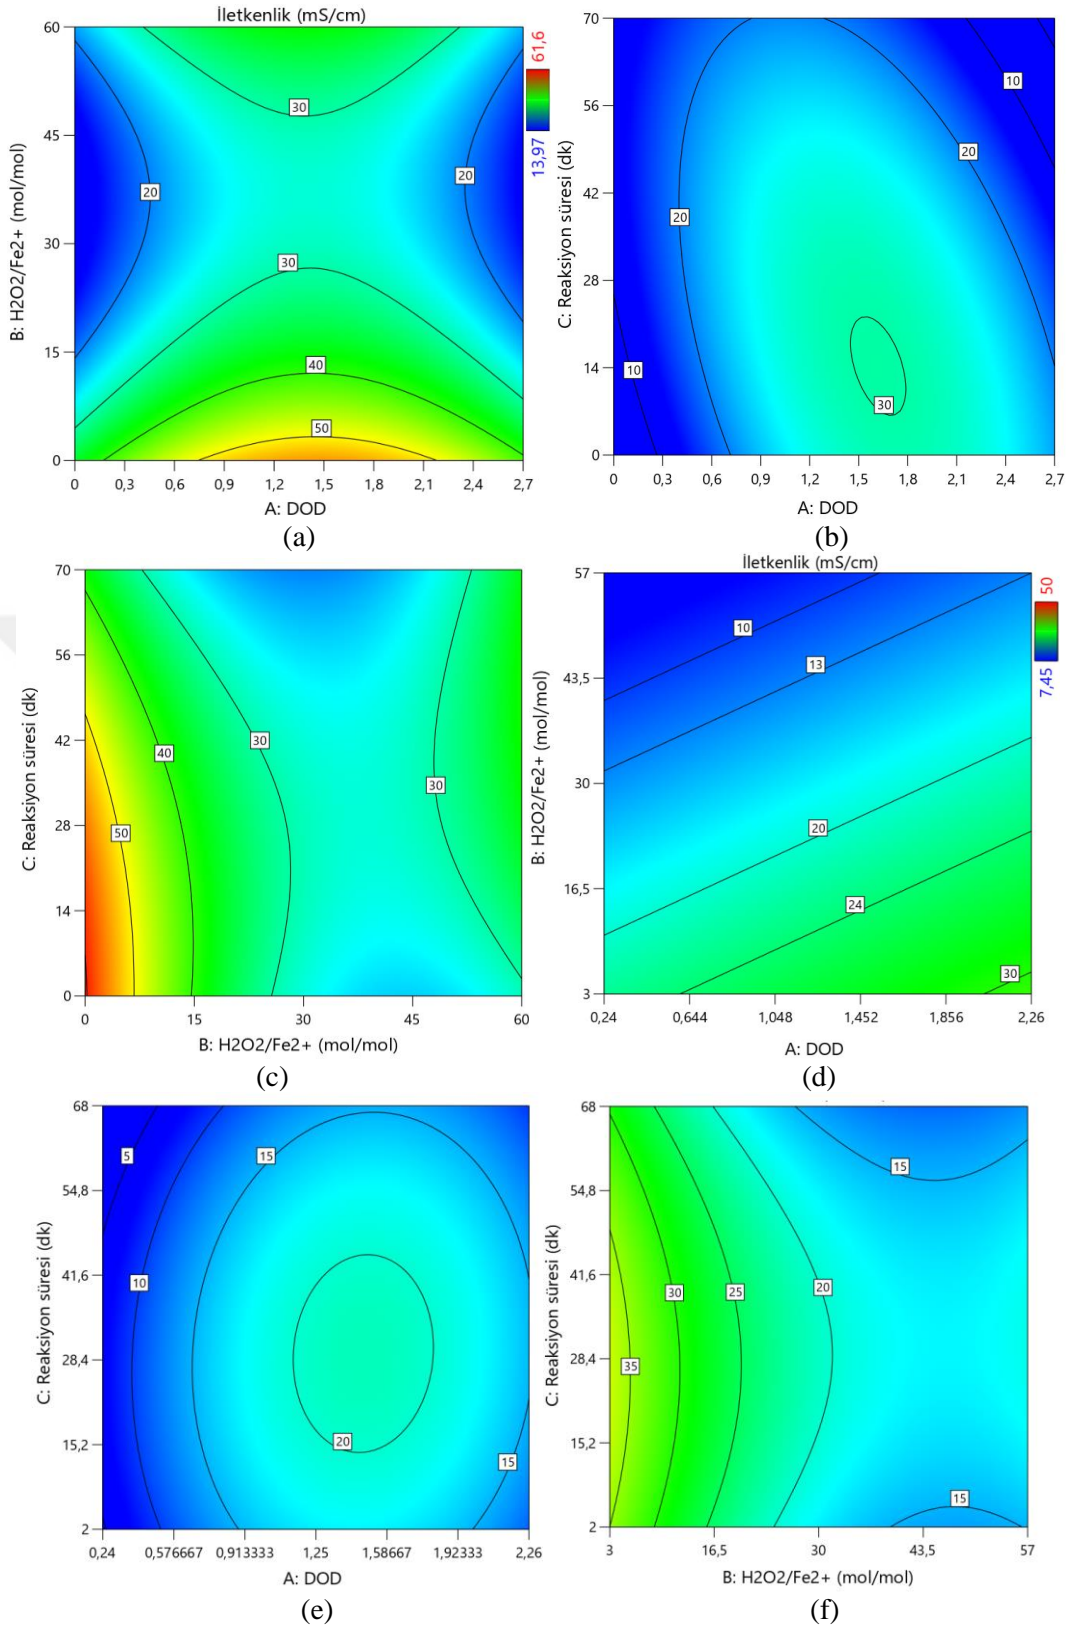 İletkenlik (mS/cm)
60
45
30
15
0
B: H2O2/Fe2+ (mol/mol)
30
20
20
30
40
50
0 0,3 0,6 0,9 1,2 1,5 1,8 2,1 2,4 2,7
A: DOD
61,6
13,97
(a)
70
56
42
28
14
0
C: Reaksiyon süresi (dk)
10
20
20
10
30
0 0,3 0,6 0,9 1,2 1,5 1,8 2,1 2,4 2,7
A: DOD
(b)
70
56
42
28
14
0
C: Reaksiyon süresi (dk)
30
40
30
50
0 15 30 45 60
B: H2O2/Fe2+ (mol/mol)
(c)
İletkenlik (mS/cm)
57
43,5
30
16,5
3
B: H2O2/Fe2+ (mol/mol)
10
13
20
24
30
0,24 0,644 1,048 1,452 1,856 2,26
A: DOD
50
7,45
(d)
68
54,8
41,6
28,4
15,2
2
C: Reaksiyon süresi (dk)
5
15
10
20
15
0,24 0,576667 0,913333 1,25 1,58667 1,92333 2,26
A: DOD
(e)
68
54,8
41,6
28,4
15,2
2
C: Reaksiyon süresi (dk)
15
30
25
20
35
15
3 16,5 30 43,5 57
B: H2O2/Fe2+ (mol/mol)
(f)